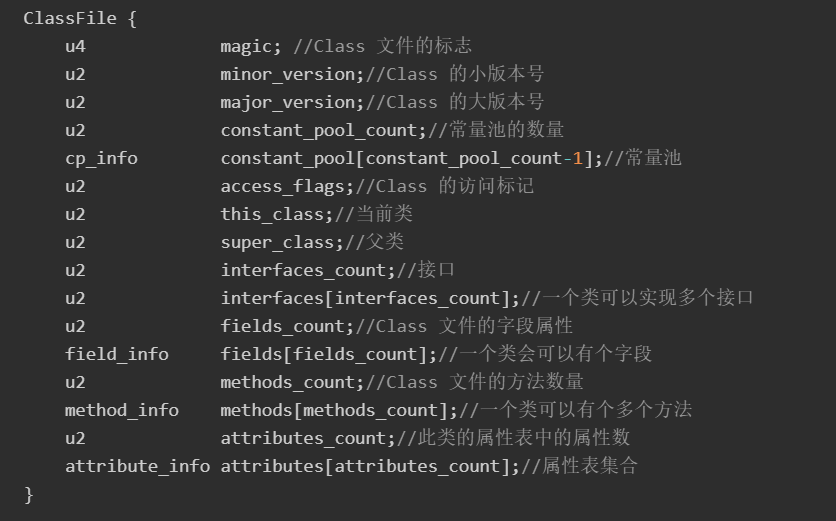 ClassFile {
    u4             magic; //Class 文件的标志
    u2             minor_version;//Class 的小版本号
    u2             major_version;//Class 的大版本号
    u2             constant_pool_count;//常量池的数量
    cp_info        constant_pool[constant_pool_count-1];//常量池
    u2             access_flags;//Class 的访问标记
    u2             this_class;//当前类
    u2             super_class;//父类
    u2             interfaces_count;//接口
    u2             interfaces[interfaces_count];//一个类可以实现多个接口
    u2             fields_count;//Class 文件的字段属性
    field_info     fields[fields_count];//一个类会可以有个字段
    u2             methods_count;//Class 文件的方法数量
    method_info    methods[methods_count];//一个类可以有个多个方法
    u2             attributes_count;//此类的属性表中的属性数
    attribute_info attributes[attributes_count];//属性表集合
}